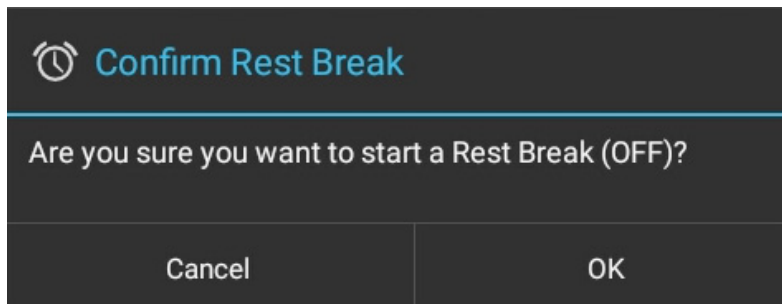 Confirm Rest Break
Are you sure you want to start a Rest Break (OFF)?
Cancel
OK